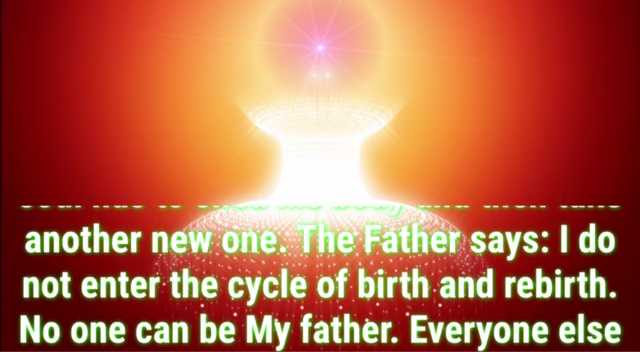 another new one. The Father says: I do
not enter the cycle of birth and rebirth.
No one can be My father. Everyone else